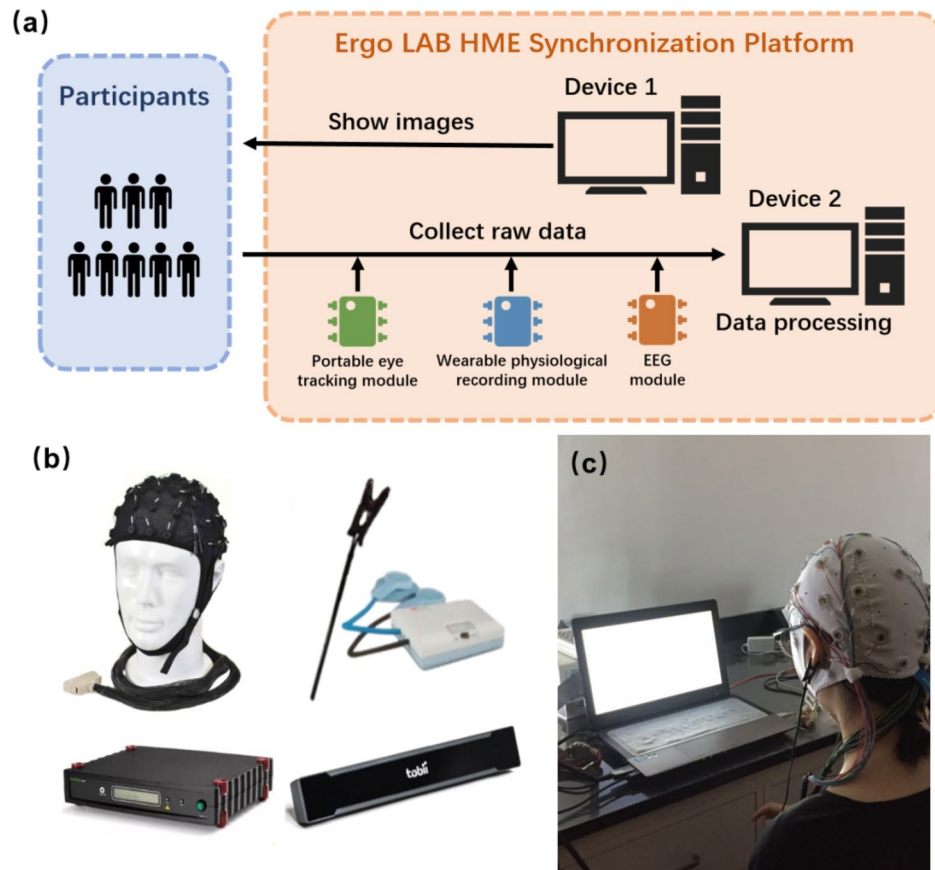 (a)
Ergo LAB HME Synchronization Platform
Participants
Device 1
Show images
Device 2
Collect raw data
Data processing
Portable eye
tracking module
Wearable physiological
recording module
EEG
module
(b)
tobii
(c)